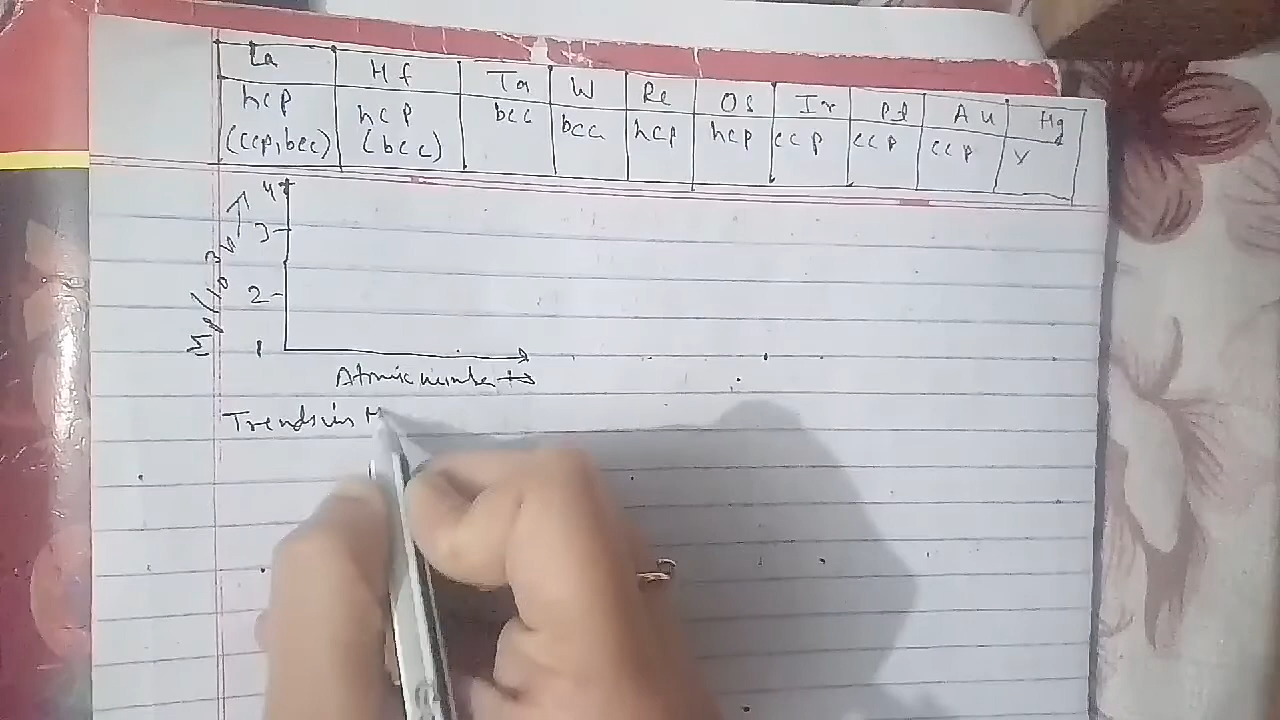 La Hf Ta W Re Os Ir Pt Au Hg
hcp hcp bcc bcc hcp hcp ccp ccp ccp X
(ccp, bcc) (bcc)
4
3
2
1
M.p/10³K →
Atomic number →
Trends in M